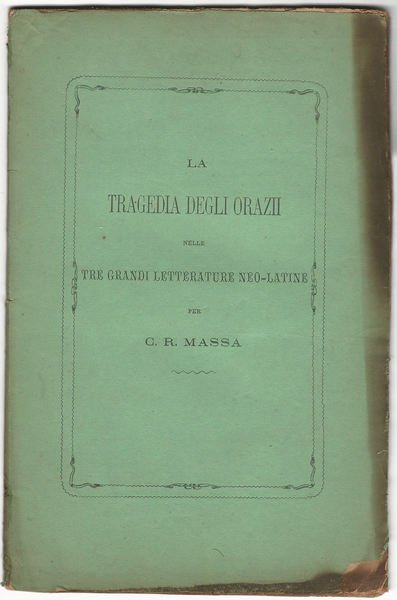 LA
TRAGEDIA DEGLI ORAZII
NELLE
TRE GRANDI LETTERATURE NEO-LATINE
PER
C. R. MASSA